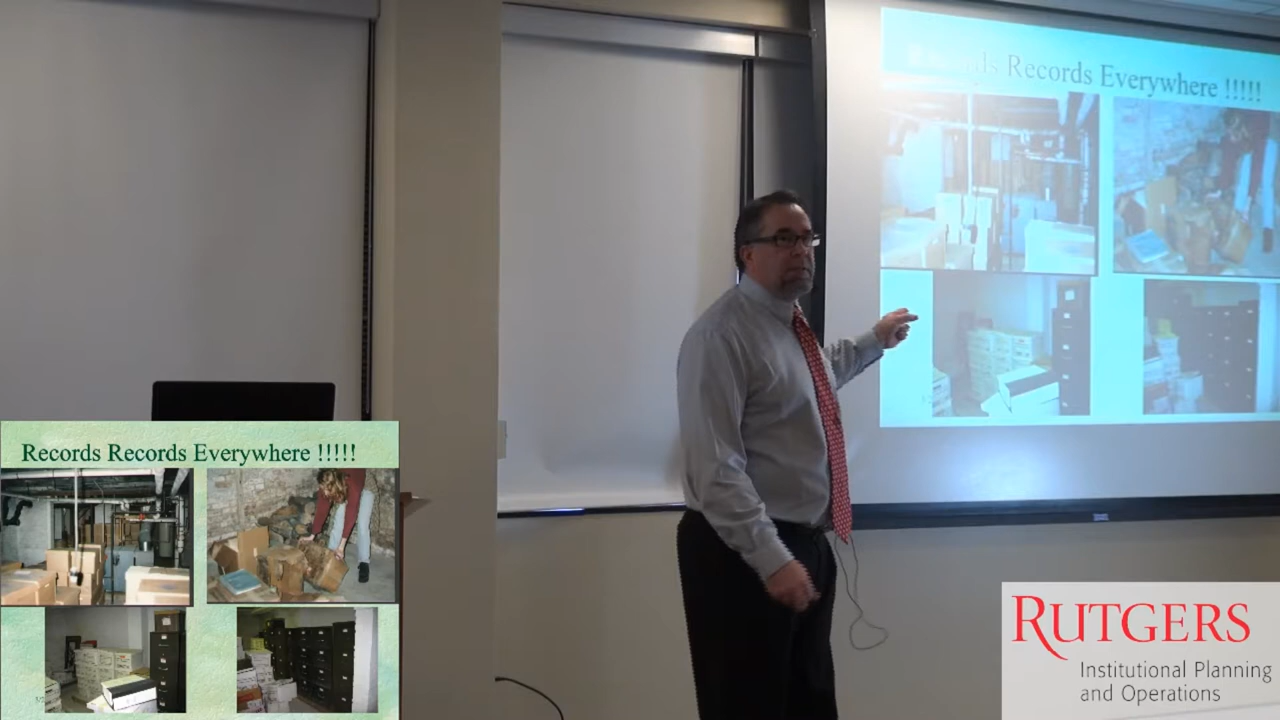 Records Records Everywhere !!!!!
Records Records Everywhere !!!!!
RUTGERS
Institutional Planning
and Operations